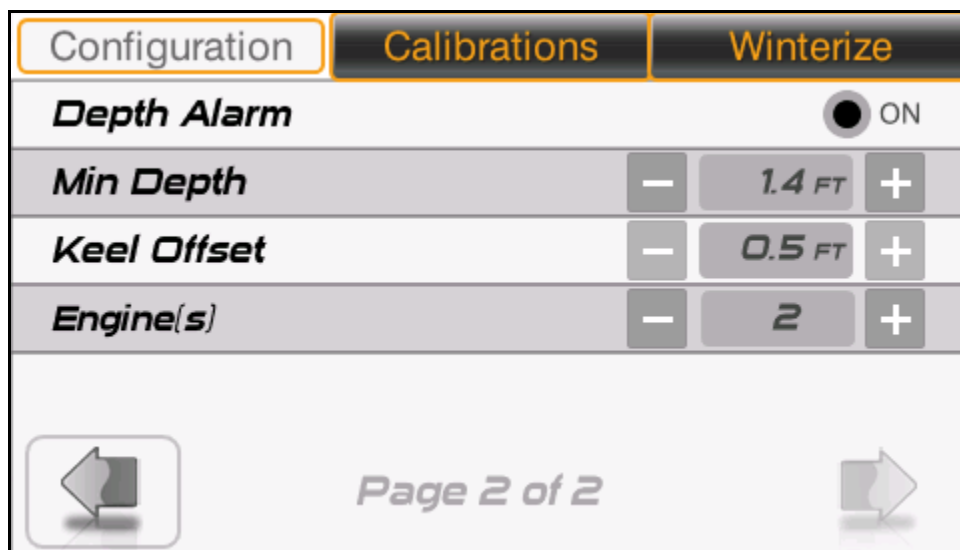 Configuration Calibrations Winterize
Depth Alarm ON
Min Depth − 1.4 FT +
Keel Offset − 0.5 FT +
Engine(s) − 2 +
Page 2 of 2